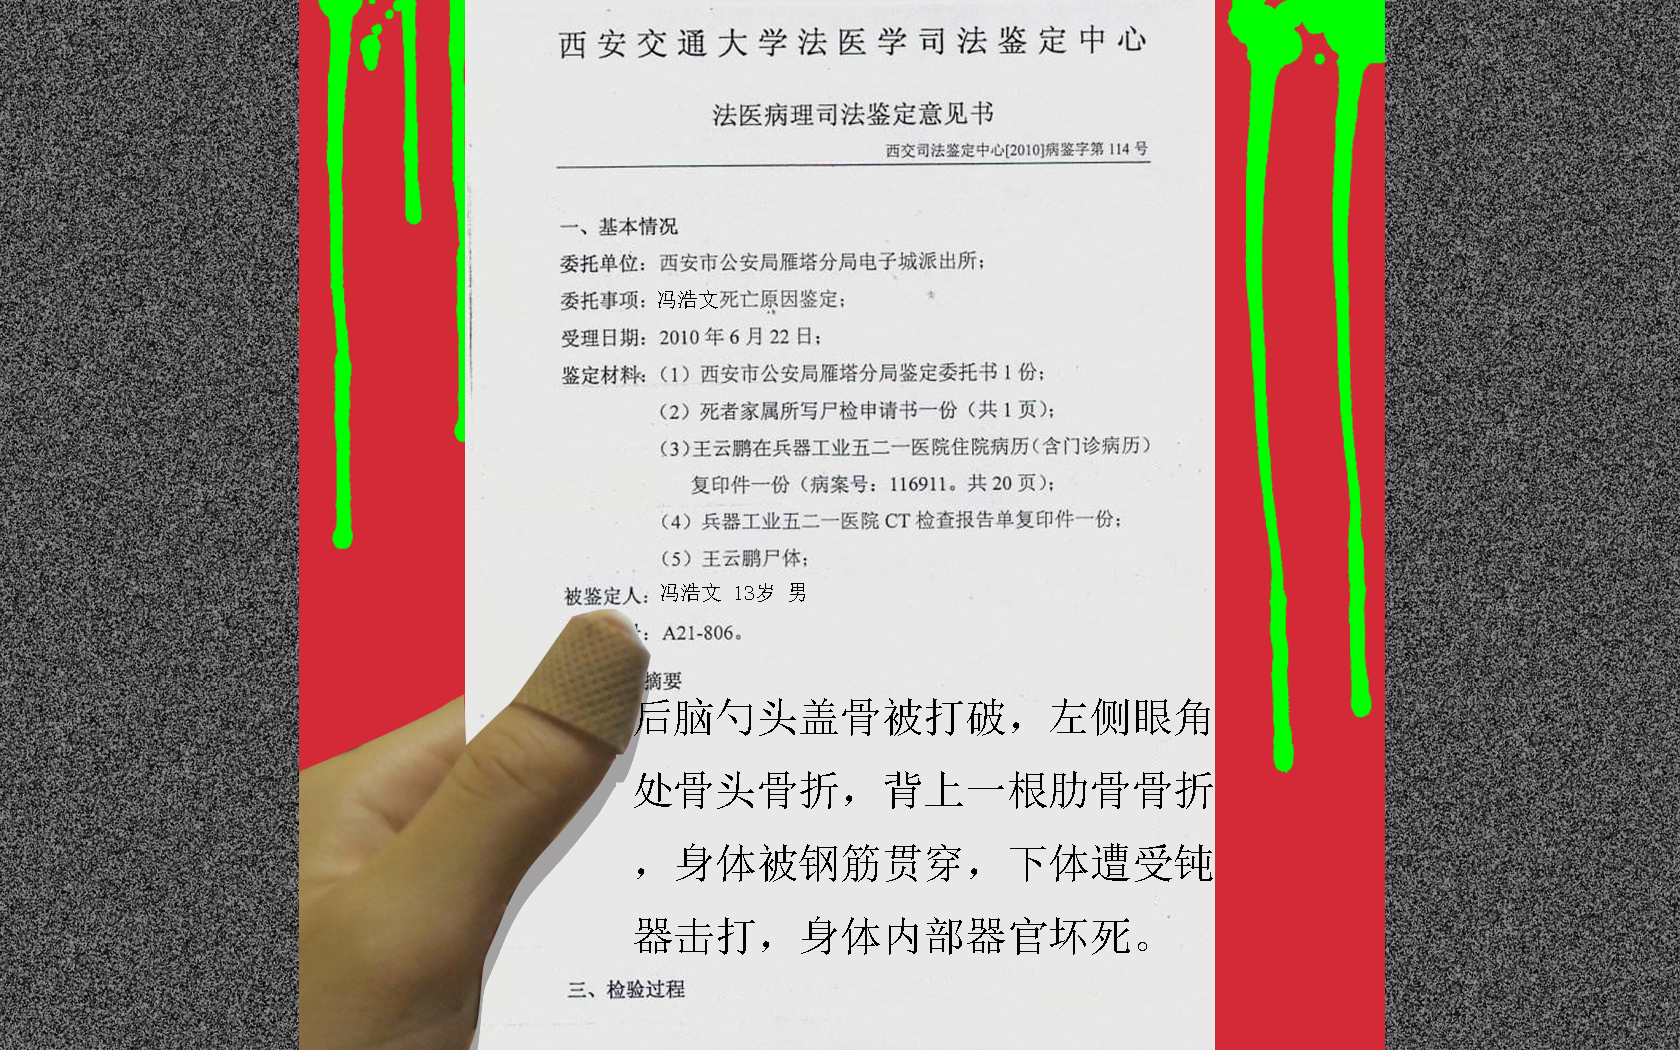 西安交通大学法医学司法鉴定中心
法医病理司法鉴定意见书
西交司法鉴定中心[2010]病鉴字第 114 号
一、基本情况
委托单位：西安市公安局雁塔分局电子城派出所；
委托事项：冯浩文死亡原因鉴定；
受理日期：2010 年 6 月 22 日；
鉴定材料：（1）西安市公安局雁塔分局鉴定委托书 1 份；
（2）死者家属所写尸检申请书一份（共 1 页）；
（3）王云鹏在兵器工业五二一医院住院病历（含门诊病历）
复印件一份（病案号：116911。共 20 页）；
（4）兵器工业五二一医院 CT 检查报告单复印件一份；
（5）王云鹏尸体；
被鉴定人：冯浩文 13岁 男
：A21-806。
摘要
后脑勺头盖骨被打破，左侧眼角
处骨头骨折，背上一根肋骨骨折
，身体被钢筋贯穿，下体遭受钝
器击打，身体内部器官坏死。
三、检验过程